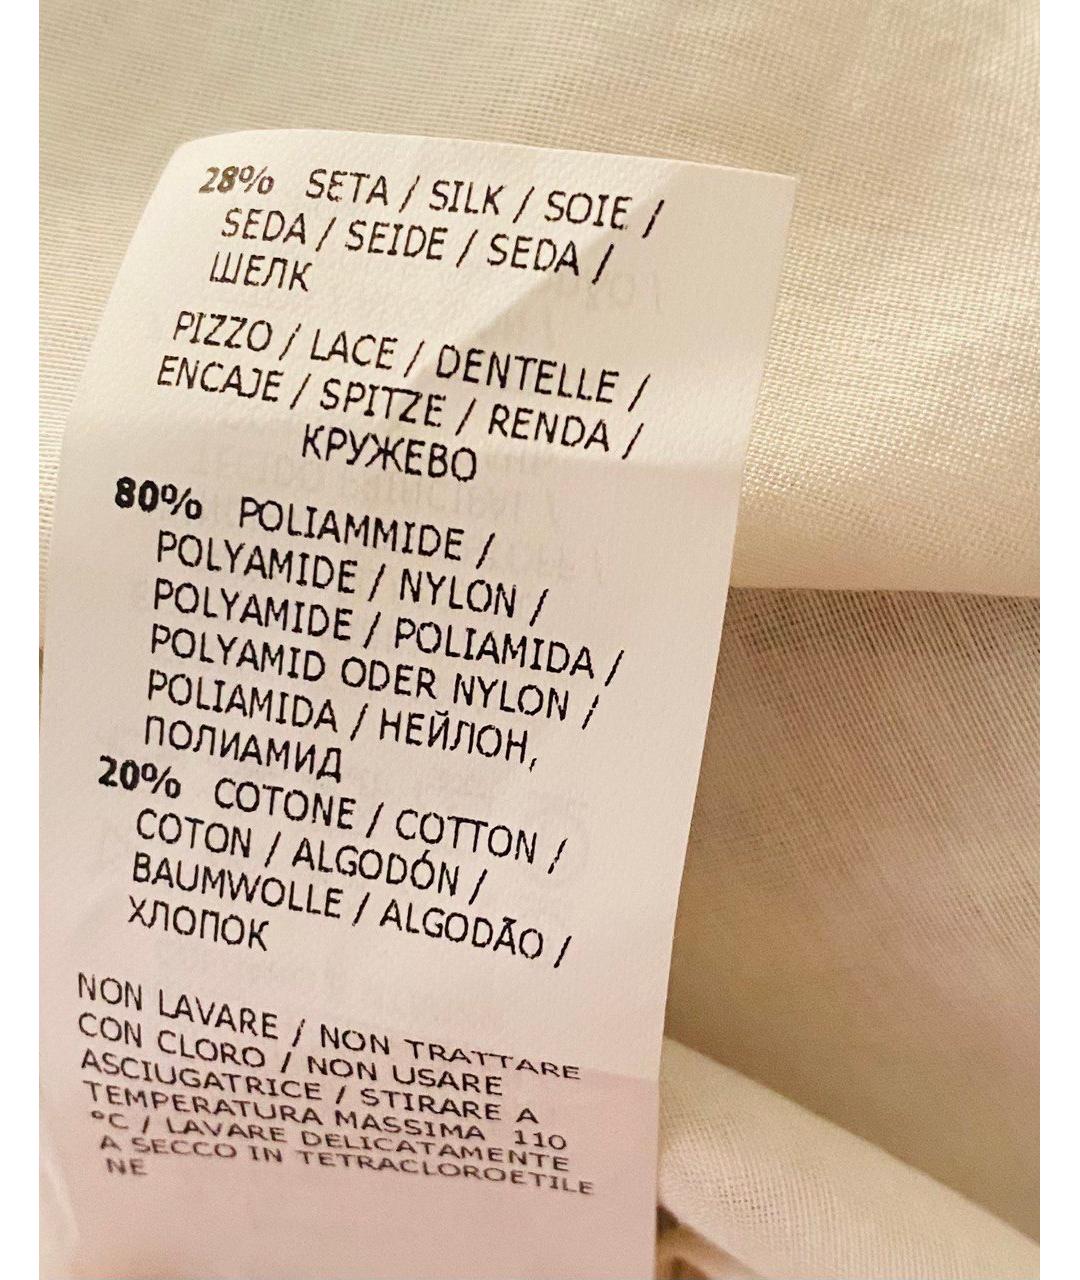 28% SETA / SILK / SOIE /
SEDA / SEIDE / SEDA /
ШЕЛК
PIZZO / LACE / DENTELLE /
ENCAJE / SPITZE / RENDA /
КРУЖЕВО
80% POLIAMMIDE /
POLYAMIDE / NYLON /
POLYAMIDE / POLIAMIDA /
POLYAMID ODER NYLON /
POLIAMIDA / НЕЙЛОН,
ПОЛИАМИД
20% COTONE / COTTON /
COTON / ALGODÓN /
BAUMWOLLE / ALGODÃO /
ХЛОПОК
NON LAVARE / NON TRATTARE
CON CLORO / NON USARE
ASCIUGATRICE / STIRARE A
TEMPERATURA MASSIMA 110
°C / LAVARE DELICATAMENTE
A SECCO IN TETRACLOROETILE
NE